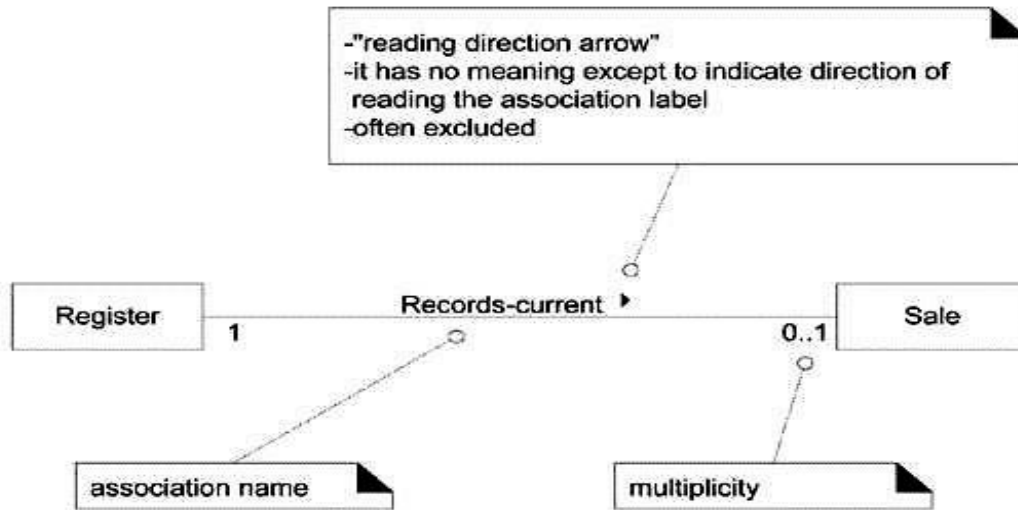 -"reading direction arrow"
-it has no meaning except to indicate direction of
reading the association label
-often excluded
Records-current
Register
1
0..1
Sale
association name
multiplicity